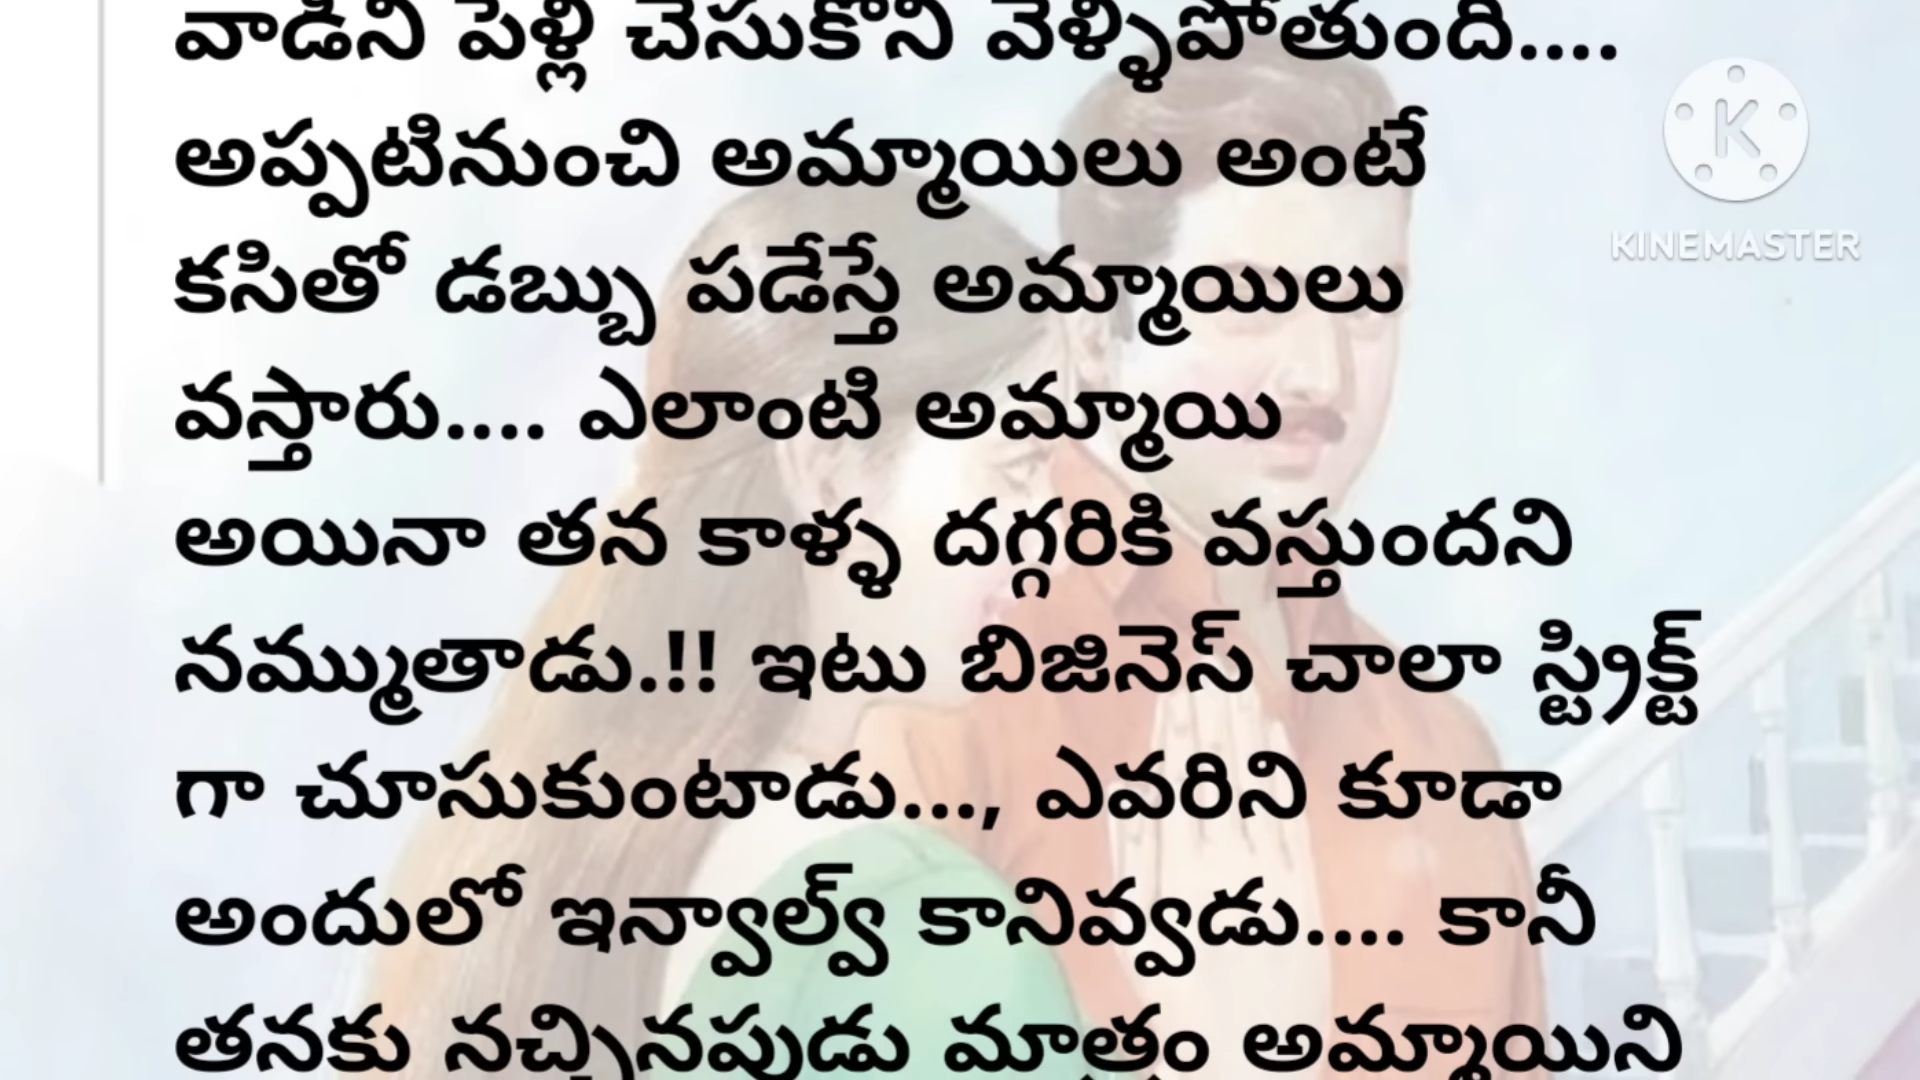 వాడిని పెళ్లి చేసుకొని వెళ్ళిపోతుంది....
అప్పటినుంచి అమ్మాయిలు అంటే
కసితో డబ్బు పడేస్తే అమ్మాయిలు
వస్తారు.... ఎలాంటి అమ్మాయి
అయినా తన కాళ్ళ దగ్గరికి వస్తుందని
నమ్ముతాడు.!! ఇటు బిజినెస్ చాలా స్ట్రిక్ట్
గా చూసుకుంటాడు..., ఎవరిని కూడా
అందులో ఇన్వాల్వ్ కానివ్వడు.... కానీ
తనకు నచ్చినపుడు మాత్రం అమ్మాయిని
K
KINEMASTER